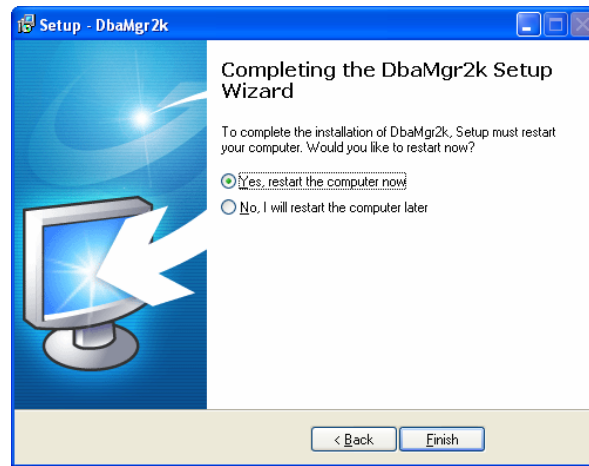 Setup - DbaMgr2k
Completing the DbaMgr2k Setup
Wizard
To complete the installation of DbaMgr2k, Setup must restart
your computer. Would you like to restart now?
Yes, restart the computer now
No, I will restart the computer later
< Back
Finish